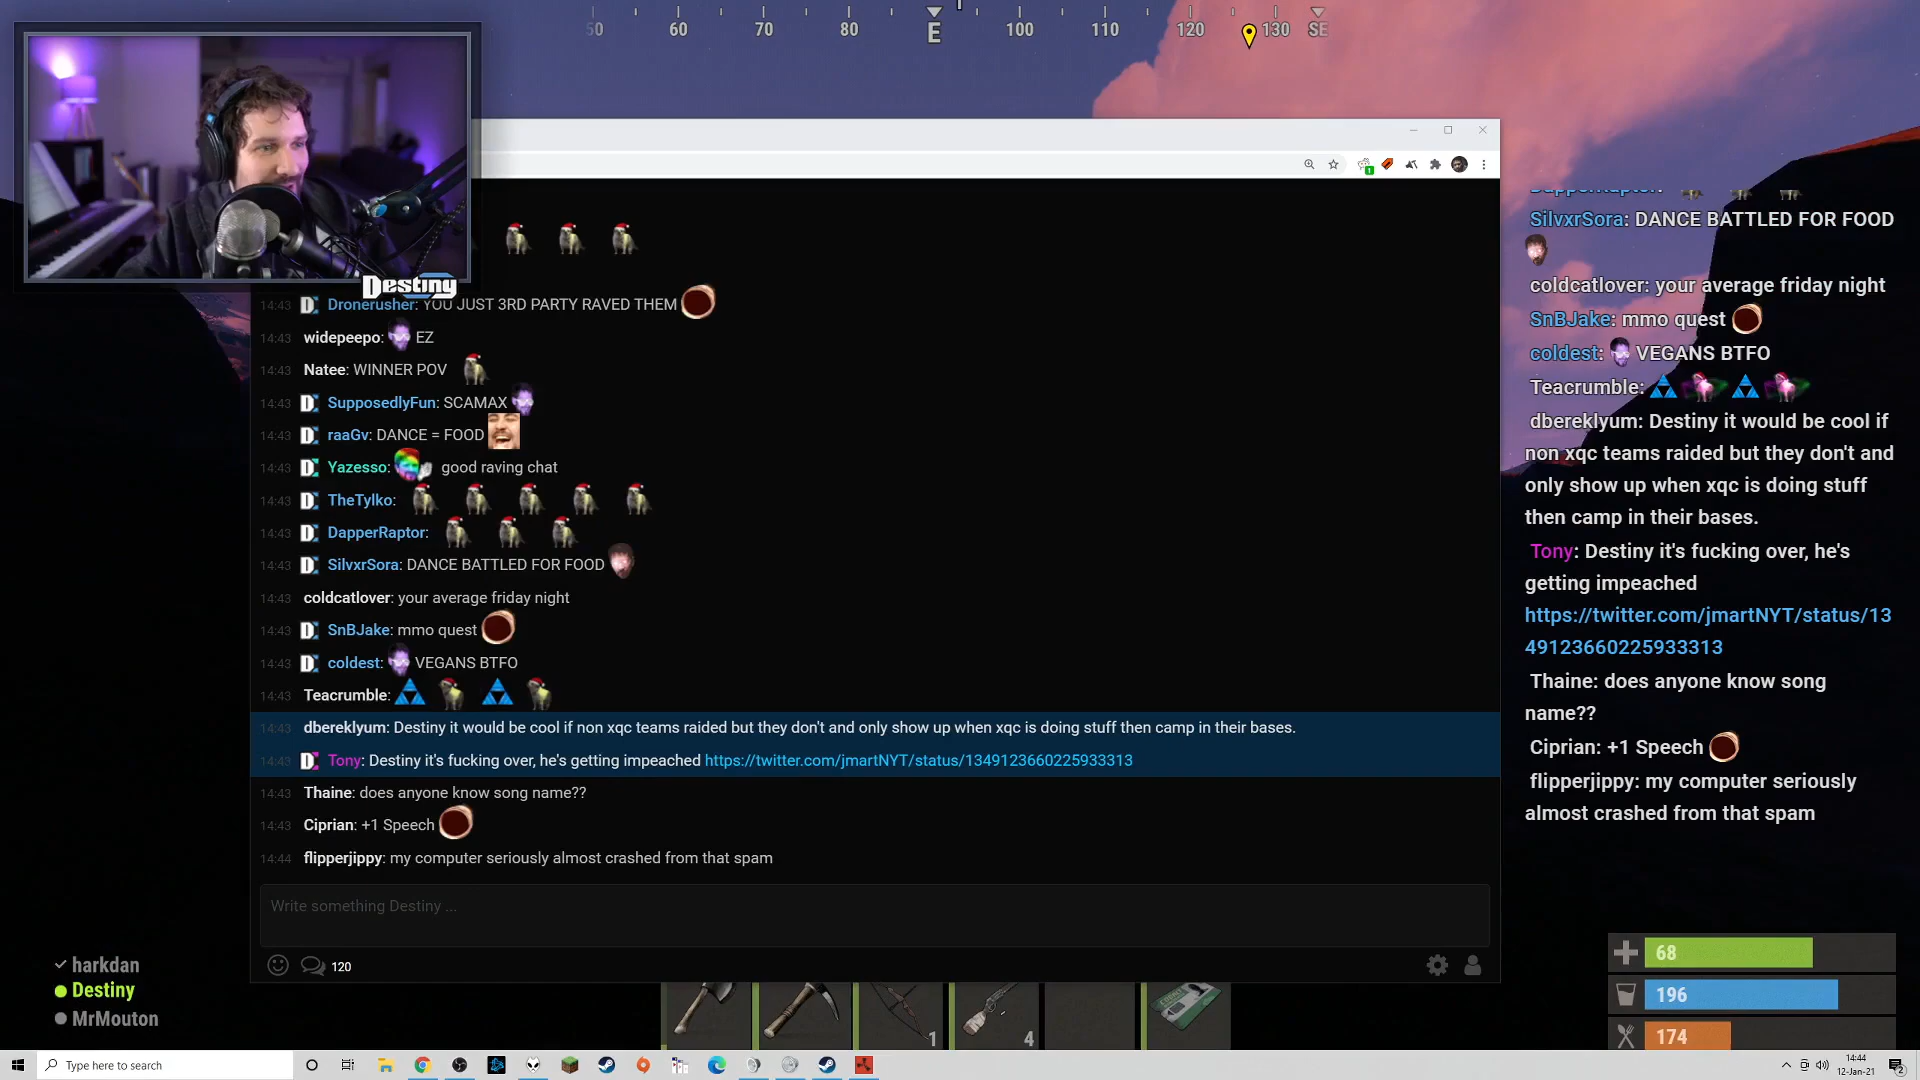 50 60 70 80 E 100 110 120 130 SE
Destiny
14:43 Dronerusher: YOU JUST 3RD PARTY RAVED THEM
14:43 widepeepo: EZ
14:43 Natee: WINNER POV
14:43 SupposedlyFun: SCAMAX
14:43 raaGv: DANCE = FOOD
14:43 Yazesso: good raving chat
14:43 TheTylko:
14:43 DapperRaptor:
14:43 SilvxrSora: DANCE BATTLED FOR FOOD
14:43 coldcatlover: your average friday night
14:43 SnBJake: mmo quest
14:43 coldest: VEGANS BTFO
14:43 Teacrumble:
14:43 dbereklyum: Destiny it would be cool if non xqc teams raided but they don't and only show up when xqc is doing stuff then camp in their bases.
14:43 Tony: Destiny it's fucking over, he's getting impeached https://twitter.com/jmartNYT/status/1349123660225933313
14:43 Thaine: does anyone know song name??
14:43 Ciprian: +1 Speech
14:44 flipperjippy: my computer seriously almost crashed from that spam
Write something Destiny ...
120
DapperRaptor:
SilvxrSora: DANCE BATTLED FOR FOOD
coldcatlover: your average friday night
SnBJake: mmo quest
coldest: VEGANS BTFO
Teacrumble:
dbereklyum: Destiny it would be cool if
non xqc teams raided but they don't and
only show up when xqc is doing stuff
then camp in their bases.
Tony: Destiny it's fucking over, he's
getting impeached
https://twitter.com/jmartNYT/status/13
49123660225933313
Thaine: does anyone know song
name??
Ciprian: +1 Speech
flipperjippy: my computer seriously
almost crashed from that spam
harkdan
Destiny
MrMouton
1
4
68
196
174
Type here to search
14:44
12-Jan-21
2